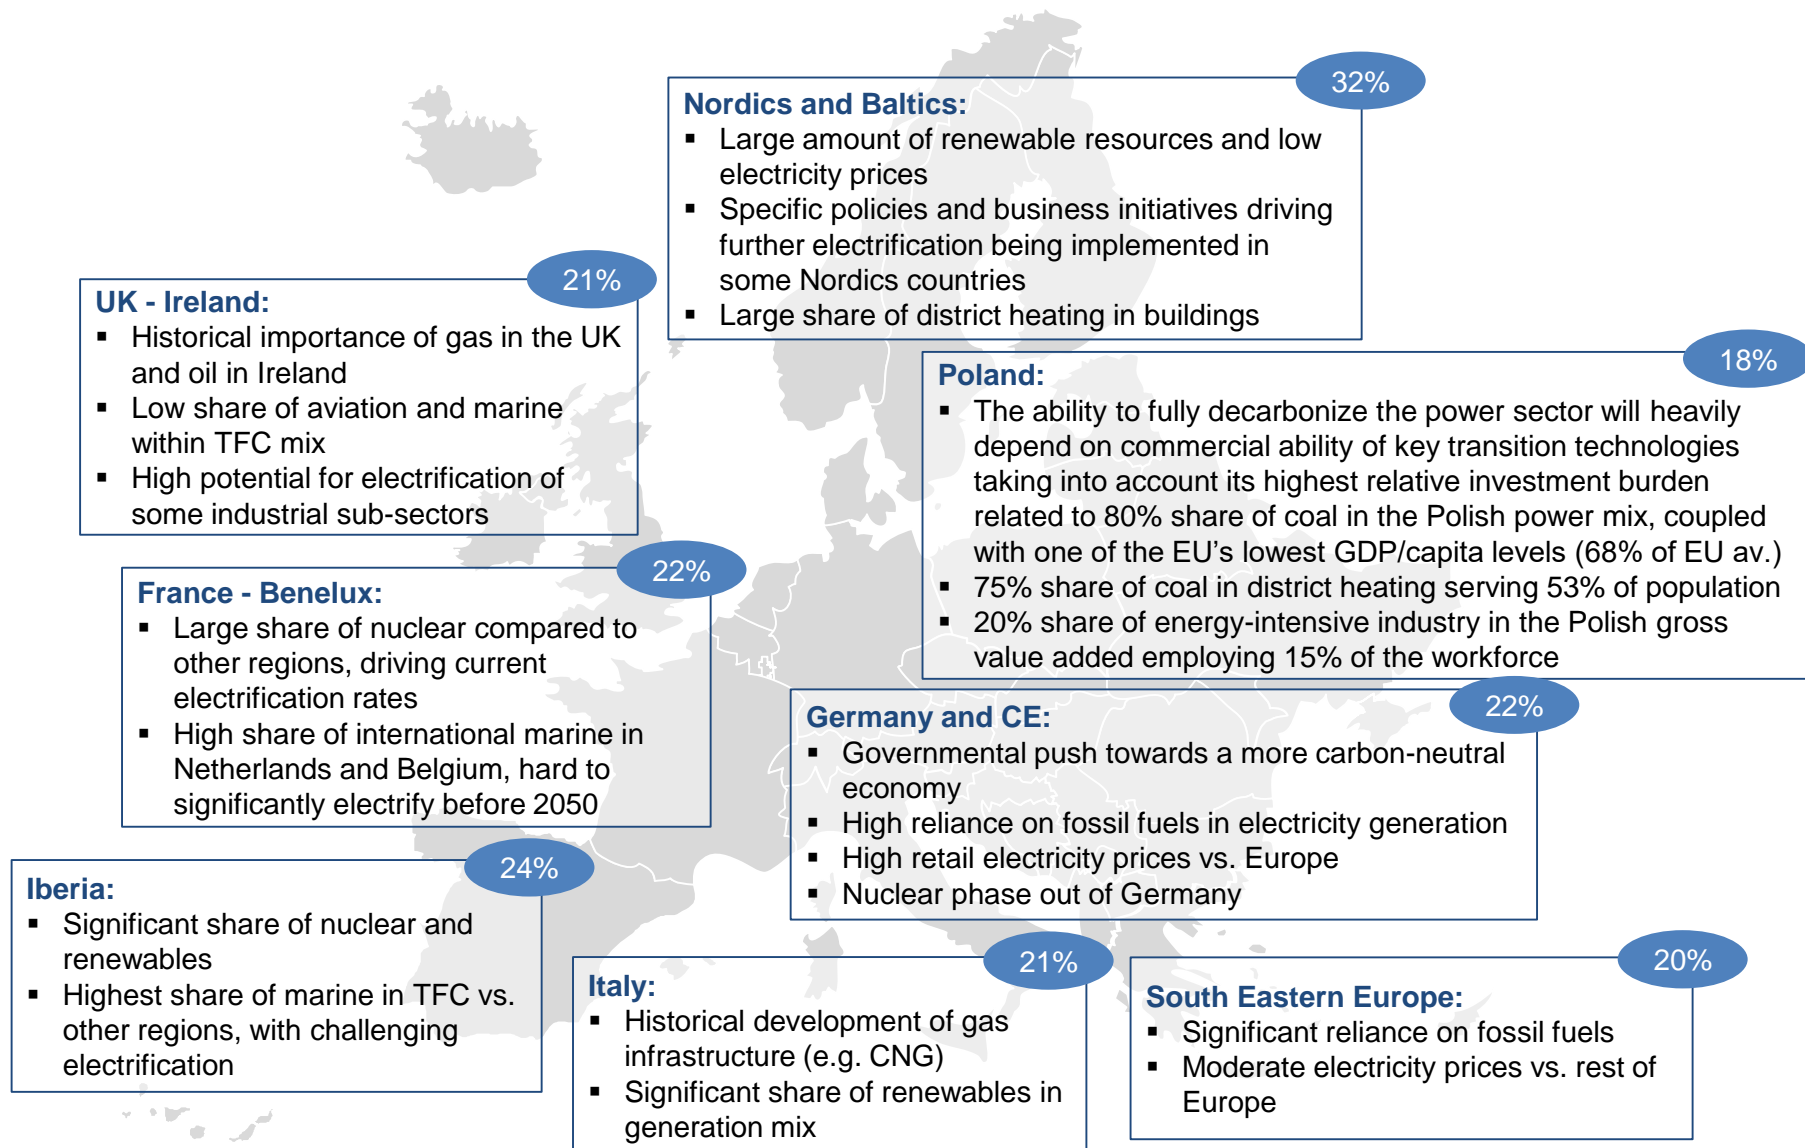 32%
Nordics and Baltics:
▪ Large amount of renewable resources and low
electricity prices
▪ Specific policies and business initiatives driving
further electrification being implemented in
some Nordics countries
▪ Large share of district heating in buildings
21%
UK - Ireland:
▪ Historical importance of gas in the UK
and oil in Ireland
▪ Low share of aviation and marine
within TFC mix
▪ High potential for electrification of
some industrial sub-sectors
18%
Poland:
▪ The ability to fully decarbonize the power sector will heavily
depend on commercial ability of key transition technologies
taking into account its highest relative investment burden
related to 80% share of coal in the Polish power mix, coupled
with one of the EU’s lowest GDP/capita levels (68% of EU av.)
▪ 75% share of coal in district heating serving 53% of population
▪ 20% share of energy-intensive industry in the Polish gross
value added employing 15% of the workforce
22%
France - Benelux:
▪ Large share of nuclear compared to
other regions, driving current
electrification rates
▪ High share of international marine in
Netherlands and Belgium, hard to
significantly electrify before 2050
22%
Germany and CE:
▪ Governmental push towards a more carbon-neutral
economy
▪ High reliance on fossil fuels in electricity generation
▪ High retail electricity prices vs. Europe
▪ Nuclear phase out of Germany
24%
Iberia:
▪ Significant share of nuclear and
renewables
▪ Highest share of marine in TFC vs.
other regions, with challenging
electrification
21%
Italy:
▪ Historical development of gas
infrastructure (e.g. CNG)
▪ Significant share of renewables in
generation mix
20%
South Eastern Europe:
▪ Significant reliance on fossil fuels
▪ Moderate electricity prices vs. rest of
Europe